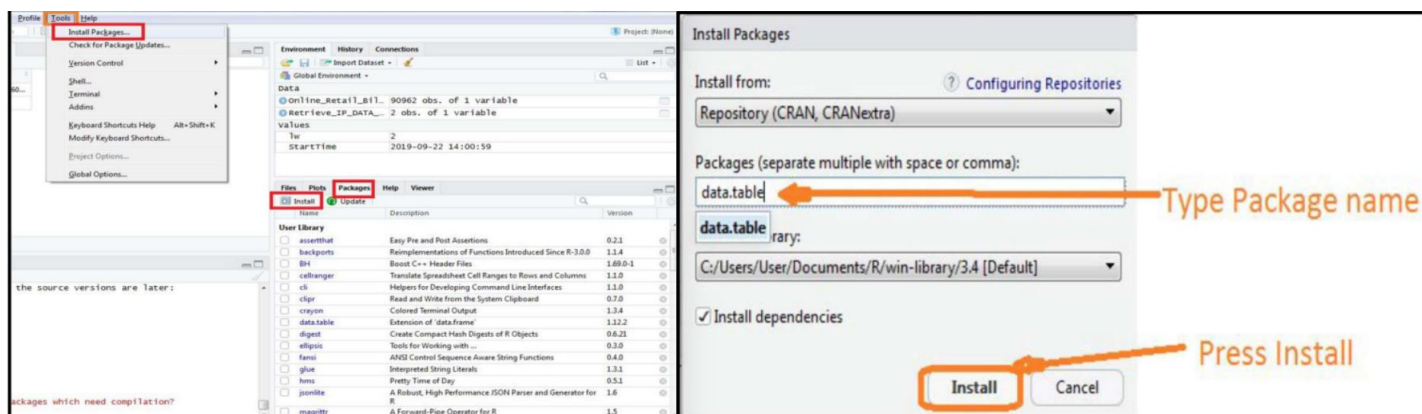 Profile Tools Help
Install Packages...
Check for Package Updates...
Version Control
Shell...
Terminal
Addins
Keyboard Shortcuts Help Alt+Shift+K
Modify Keyboard Shortcuts...
Project Options...
Global Options...
60...
the source versions are later:
ackages which need compilation?
Project: (None)
Environment History Connections
Import Dataset
List
Global Environment
Data
Online_Retail_Bil… 90962 obs. of 1 variable
Retrieve_IP_DATA_… 2 obs. of 1 variable
Values
lw 2
StartTime 2019-09-22 14:00:59
Files Plots Packages Help Viewer
Install Update
Name Description Version
User Library
assertthat Easy Pre and Post Assertions 0.2.1
backports Reimplementations of Functions Introduced Since R-3.0.0 1.1.4
BH Boost C++ Header Files 1.69.0-1
cellranger Translate Spreadsheet Cell Ranges to Rows and Columns 1.1.0
cli Helpers for Developing Command Line Interfaces 1.1.0
clipr Read and Write from the System Clipboard 0.7.0
crayon Colored Terminal Output 1.3.4
data.table Extension of `data.frame` 1.12.2
digest Create Compact Hash Digests of R Objects 0.6.21
ellipsis Tools for Working with ... 0.3.0
fansi ANSI Control Sequence Aware String Functions 0.4.0
glue Interpreted String Literals 1.3.1
hms Pretty Time of Day 0.5.1
jsonlite A Robust, High Performance JSON Parser and Generator for 1.6
R
magrittr A Forward-Pipe Operator for R 1.5
Install Packages
Install from: ? Configuring Repositories
Repository (CRAN, CRANextra)
Packages (separate multiple with space or comma):
data.table
Type Package name
data.table rary:
C:/Users/User/Documents/R/win-library/3.4 [Default]
Install dependencies
Press Install
Install Cancel